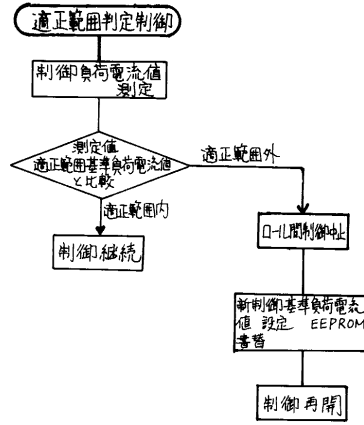 適正範囲判定制御
制御負荷電流値
測定
測定値
適正範囲基準負荷電流値
と比較
適正範囲外
適正範囲内
制御継続
ロール間制御中止
新制御基準負荷電流
値 設定 EEPROM
書替
制御再開